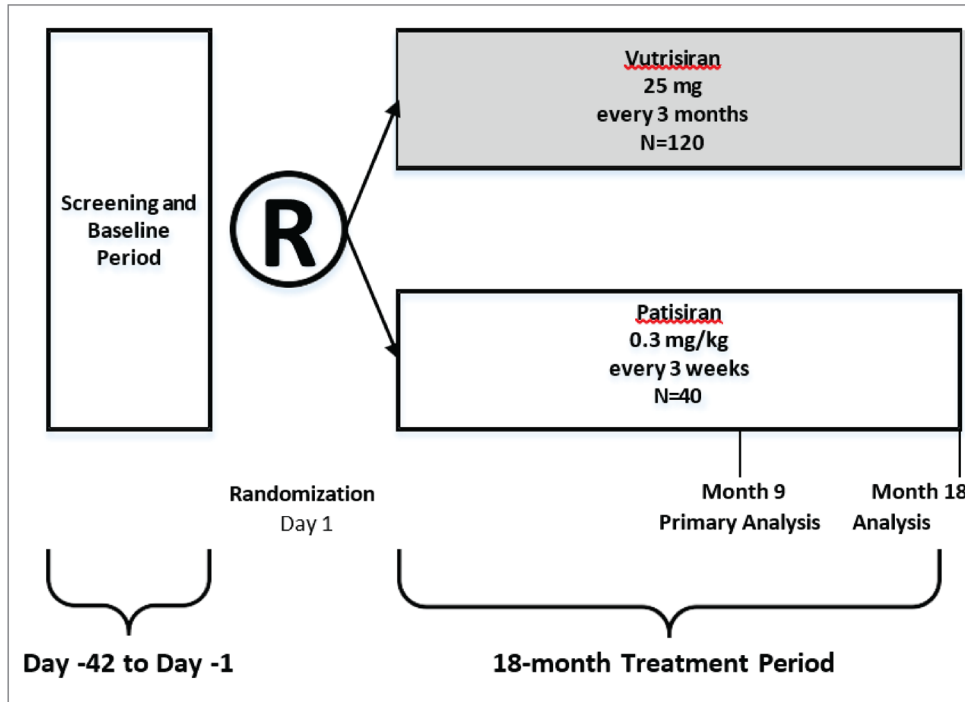 Screening and
Baseline
Period
R
Vutrisiran
25 mg
every 3 months
N=120
Patisiran
0.3 mg/kg
every 3 weeks
N=40
Randomization
Day 1
Month 9
Primary Analysis
Month 18
Analysis
Day -42 to Day -1
18-month Treatment Period